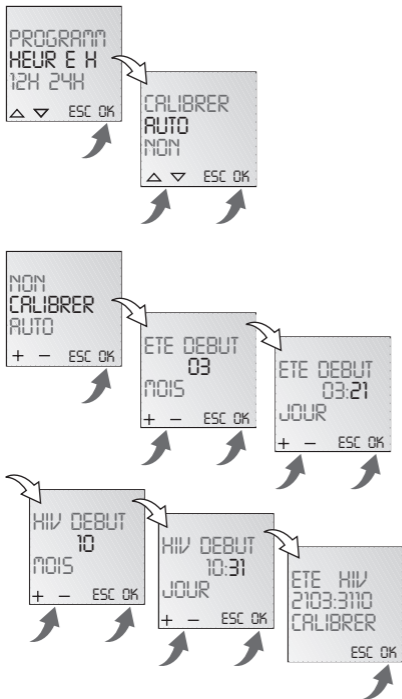 PROGRAMM
HEUR E H
12H 24H
△ ▽ ESC OK
CALIBRER
AUTO
NON
△ ▽ ESC OK
NON
CALIBRER
AUTO
+ - ESC OK
ETE DEBUT
03
MOIS
+ - ESC OK
ETE DEBUT
03:21
JOUR
+ - ESC OK
HIV DEBUT
10
MOIS
+ - ESC OK
HIV DEBUT
10:31
JOUR
+ - ESC OK
ETE HIV
2103:3110
CALIBRER
ESC OK